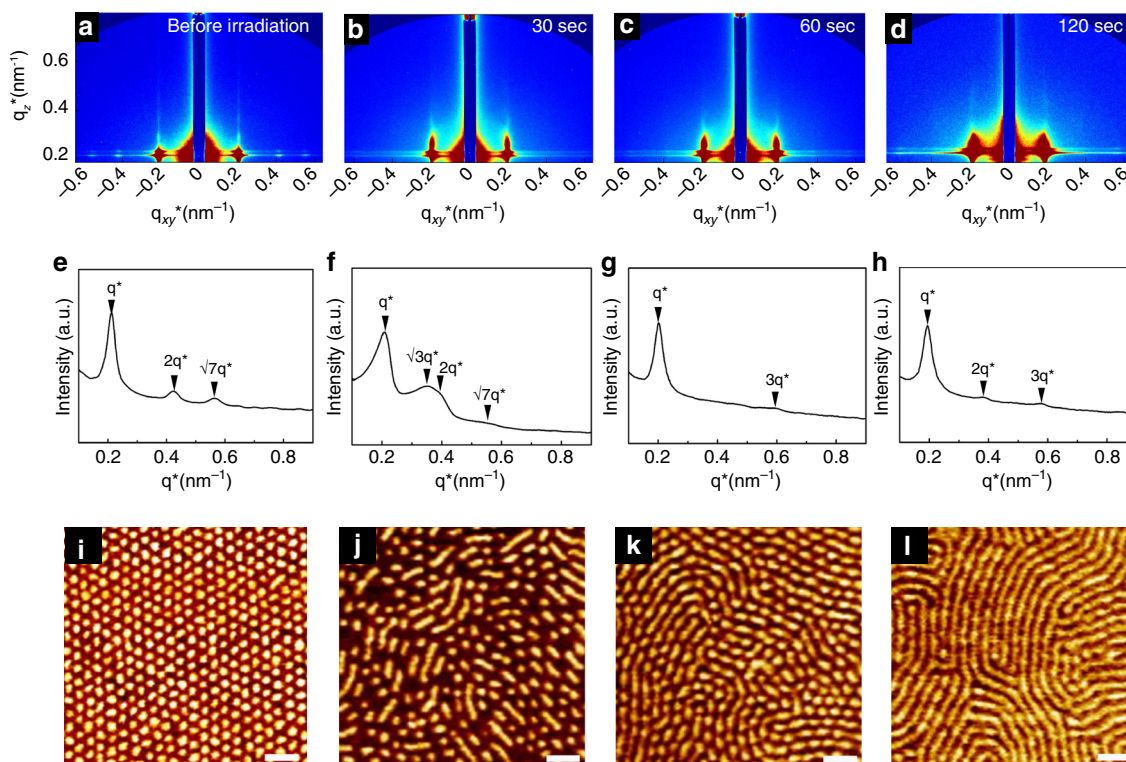 a Before irradiation
b 30 sec
c 60 sec
d 120 sec
q_z*(nm⁻¹)
0.6
0.4
0.2
−0.6 −0.4 −0.2 0 0.2 0.4 0.6
−0.6 −0.4 −0.2 0 0.2 0.4 0.6
−0.6 −0.4 −0.2 0 0.2 0.4 0.6
−0.6 −0.4 −0.2 0 0.2 0.4 0.6
q_xy*(nm⁻¹)
q_xy*(nm⁻¹)
q_xy*(nm⁻¹)
q_xy*(nm⁻¹)
e
Intensity (a.u.)
q*
2q*
√7q*
0.2 0.4 0.6 0.8
q*(nm⁻¹)
f
Intensity (a.u.)
q*
√3q*
2q*
√7q*
0.2 0.4 0.6 0.8
q*(nm⁻¹)
g
Intensity (a.u.)
q*
3q*
0.2 0.4 0.6 0.8
q*(nm⁻¹)
h
Intensity (a.u.)
q*
2q*
3q*
0.2 0.4 0.6 0.8
q*(nm⁻¹)
i
j
k
l